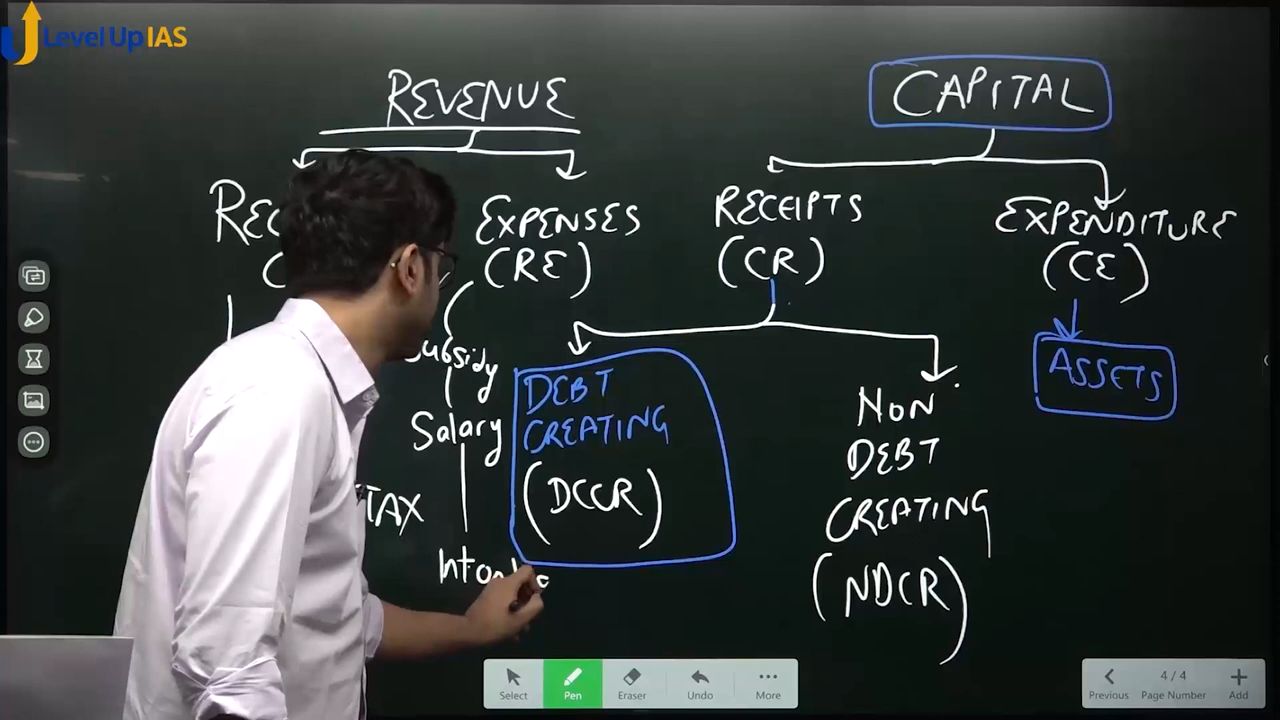 Level Up IAS
REVENUE
CAPITAL
EXPENSES
(RE)
RECEIPTS
(CR)
EXPENDITURE
(CE)
Subsidy
Salary
TAX
DEBT
CREATING
(DCCR)
NON
DEBT
CREATING
(NDCR)
ASSETS
Select
Pen
Eraser
Undo
More
Previous
4/4
Page Number
Add